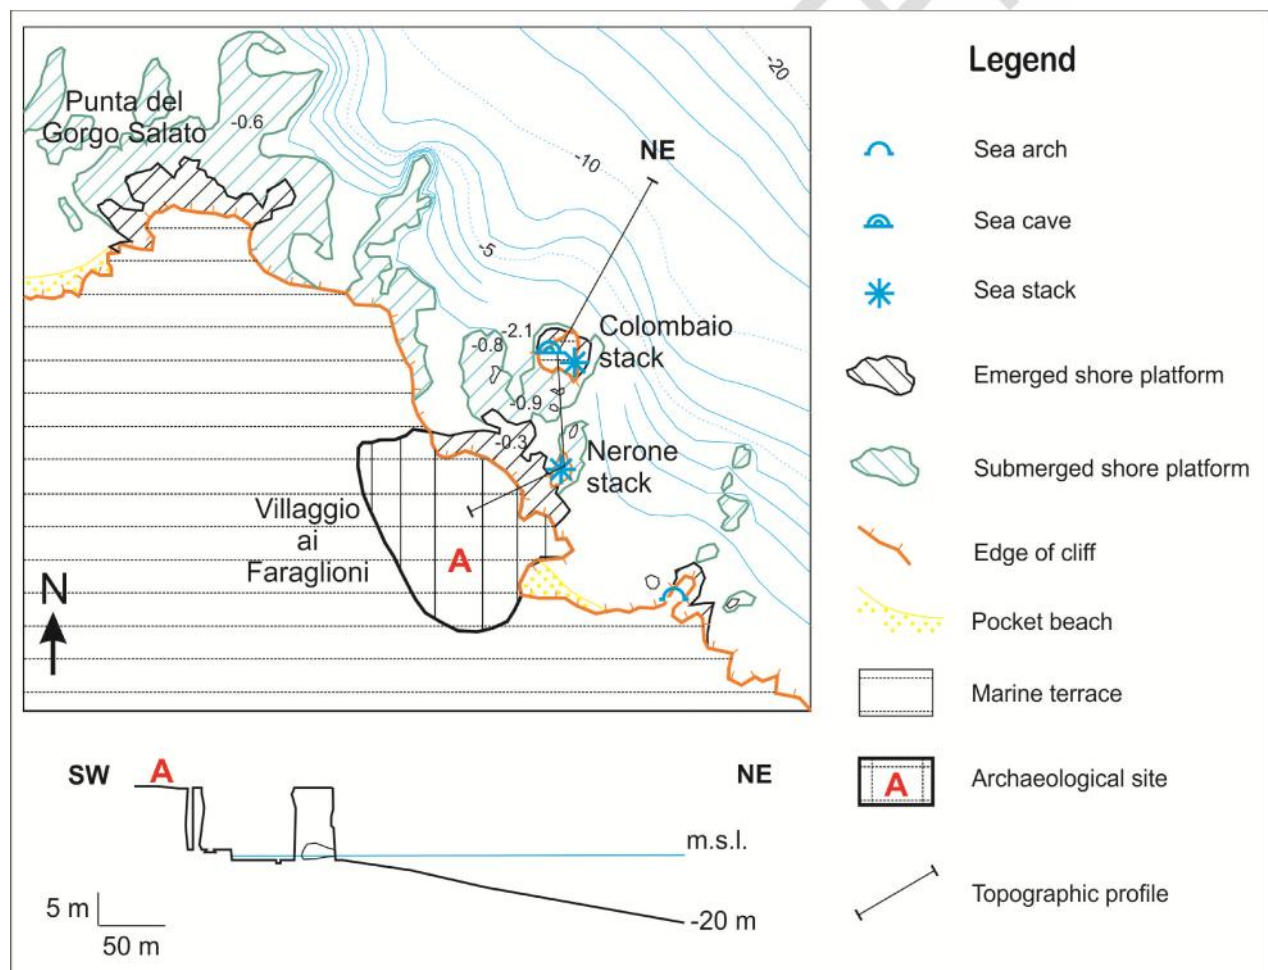 Punta del
Gorgo Salato
-0.6
-20
-10
NE
-5
-2.1
-0.8
Colombaio
stack
-0.9
-0.3
Nerone
stack
Villaggio
ai
Faraglioni
A
N
Legend
Sea arch
Sea cave
Sea stack
Emerged shore platform
Submerged shore platform
Edge of cliff
Pocket beach
Marine terrace
A
Archaeological site
Topographic profile
SW
A
NE
m.s.l.
-20 m
5 m
50 m